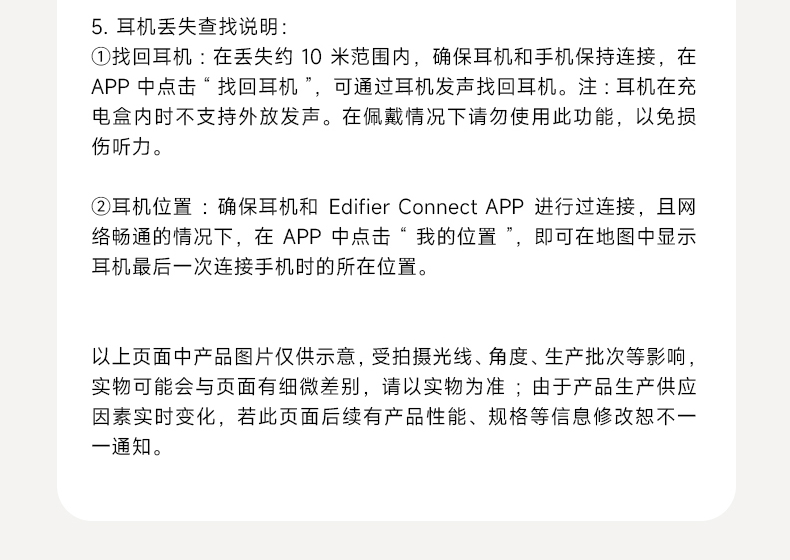 5. 耳机丢失查找说明：
①找回耳机：在丢失约 10 米范围内，确保耳机和手机保持连接，在
APP 中点击 “ 找回耳机 ”，可通过耳机发声找回耳机。注：耳机在充
电盒内时不支持外放发声。在佩戴情况下请勿使用此功能，以免损
伤听力。
②耳机位置：确保耳机和 Edifier Connect APP 进行过连接，且网
络畅通的情况下，在 APP 中点击 “ 我的位置 ”，即可在地图中显示
耳机最后一次连接手机时的所在位置。
以上页面中产品图片仅供示意，受拍摄光线、角度、生产批次等影响，
实物可能会与页面有细微差别，请以实物为准；由于产品生产供应
因素实时变化，若此页面后续有产品性能、规格等信息修改恕不一
一通知。